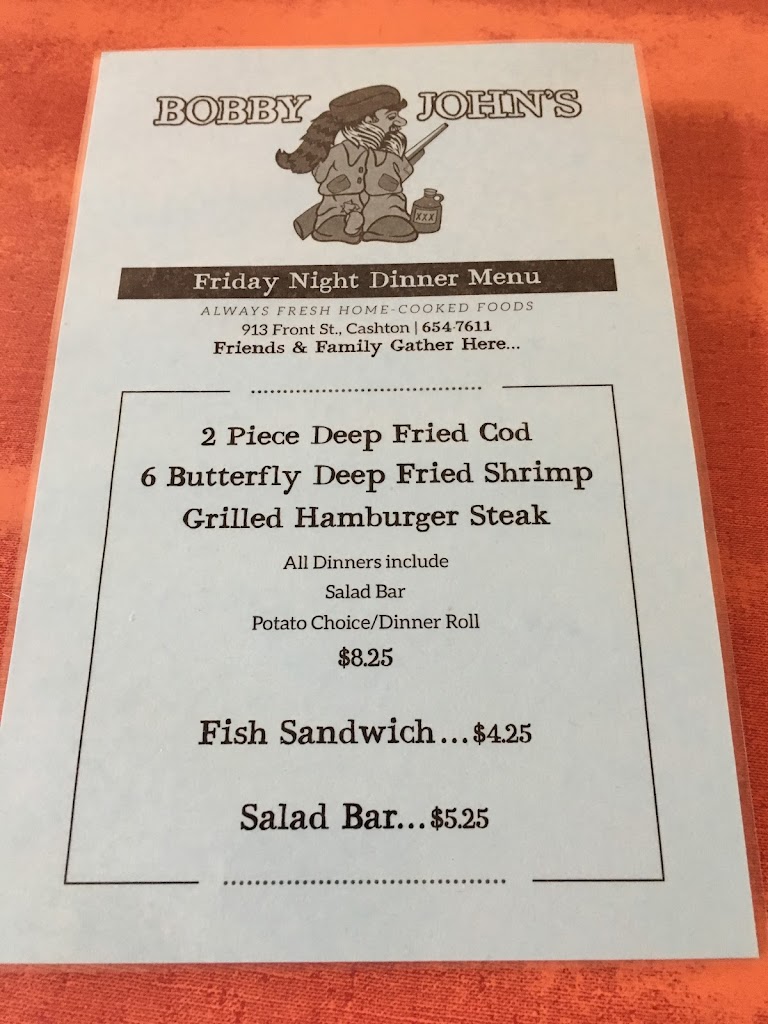 BOBBY JOHN'S
XXX
Friday Night Dinner Menu
ALWAYS FRESH HOME-COOKED FOODS
913 Front St., Cashton | 654-7611
Friends & Family Gather Here...
2 Piece Deep Fried Cod
6 Butterfly Deep Fried Shrimp
Grilled Hamburger Steak
All Dinners include
Salad Bar
Potato Choice/Dinner Roll
$8.25
Fish Sandwich...$4.25
Salad Bar...$5.25